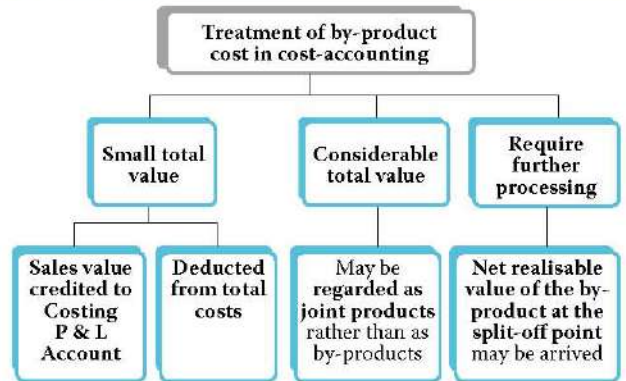 Treatment of by-product
cost in cost-accounting
Small total
value
Considerable
total value
Require
further
processing
Sales value
credited to
Costing
P & L
Account
Deducted
from total
costs
May be
regarded as
joint products
rather than as
by-products
Net realisable
value of the by-
product at the
split-off point
may be arrived